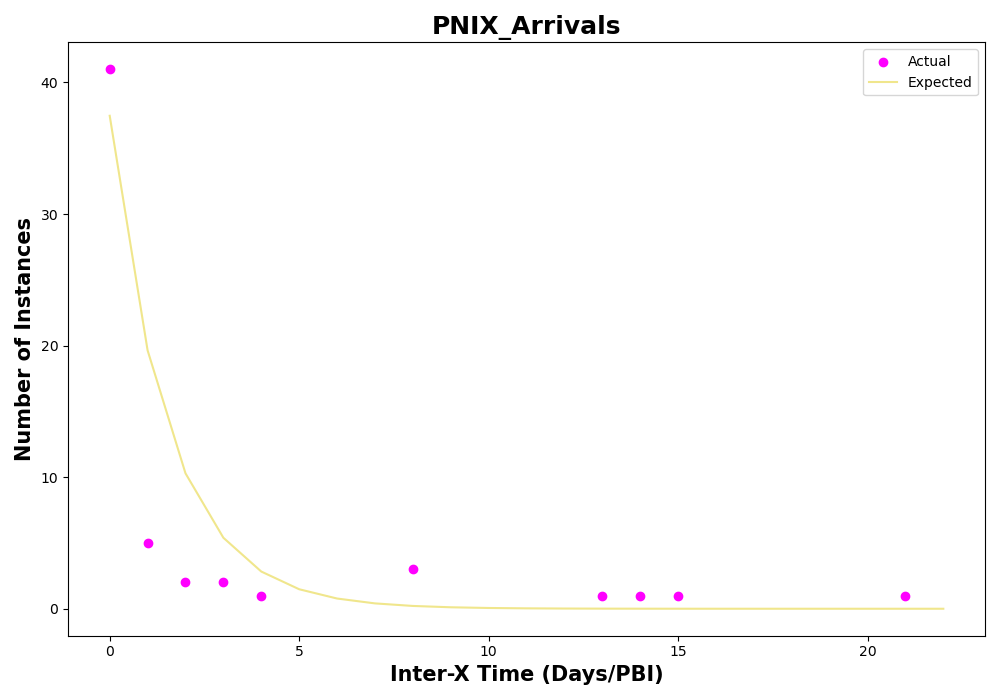 PNIX_Arrivals
Actual
Expected
40
30
20
10
0
Number of Instances
0 5 10 15 20
Inter-X Time (Days/PBI)